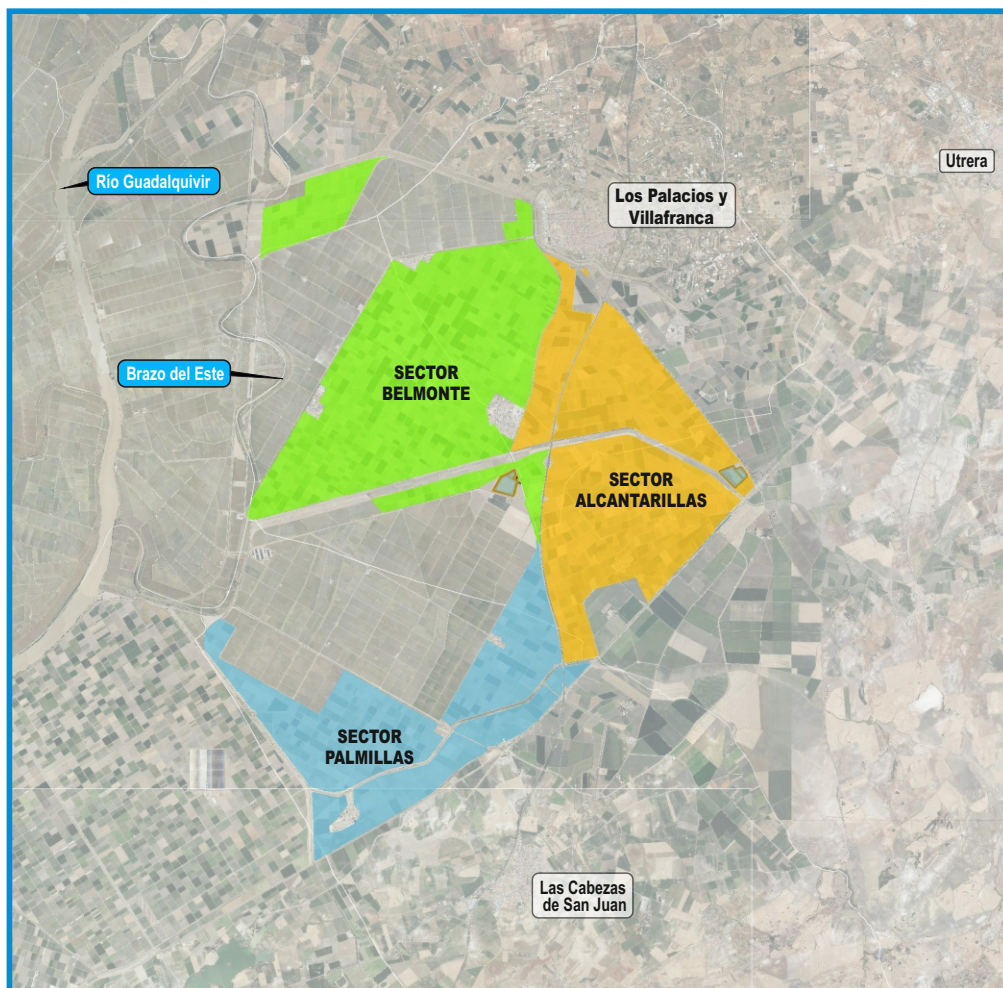 Utrera
Río Guadalquivir
Los Palacios y
Villafranca
Brazo del Este
SECTOR
BELMONTE
SECTOR
ALCANTARILLAS
SECTOR
PALMILLAS
Las Cabezas
de San Juan